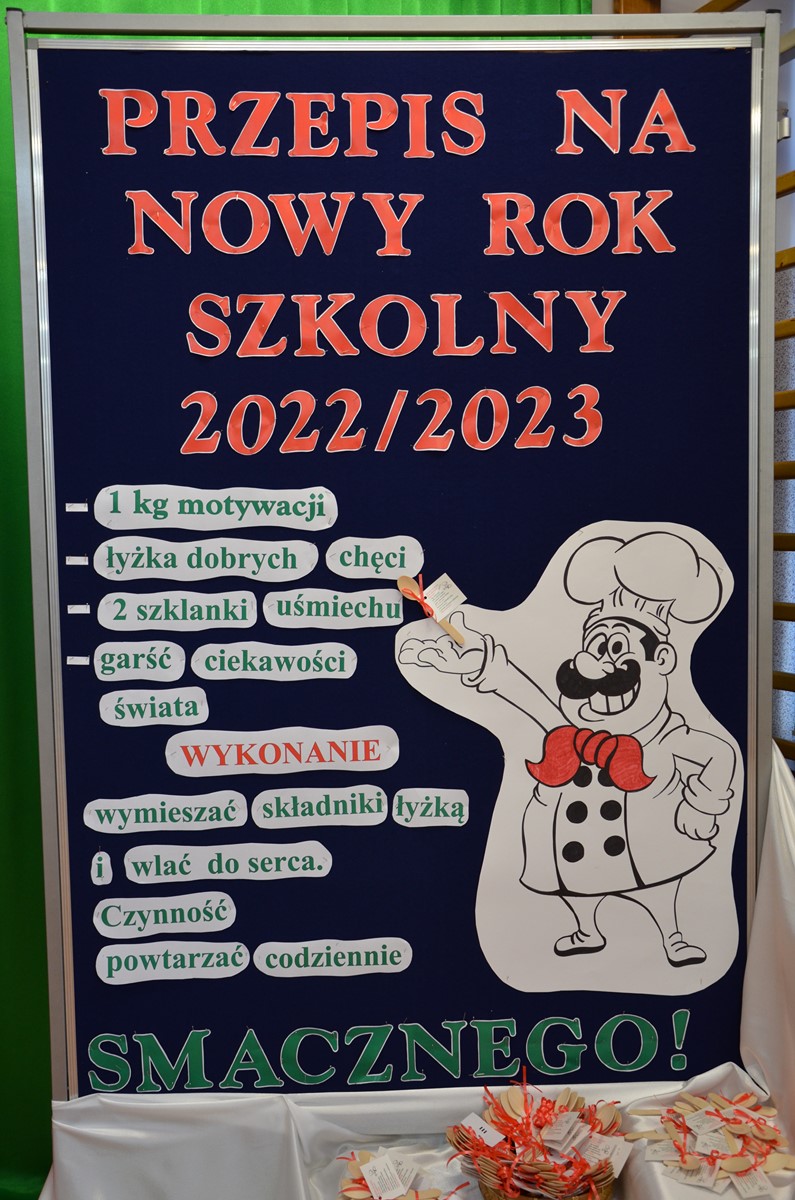 PRZEPIS NA
NOWY ROK
SZKOLNY
2022/2023
- 1 kg motywacji
- łyżka dobrych chęci
- 2 szklanki uśmiechu
- garść ciekawości
świata
WYKONANIE
wymieszać składniki łyżką
i wlać do serca.
Czynność
powtarzać codziennie
SMACZNEGO!